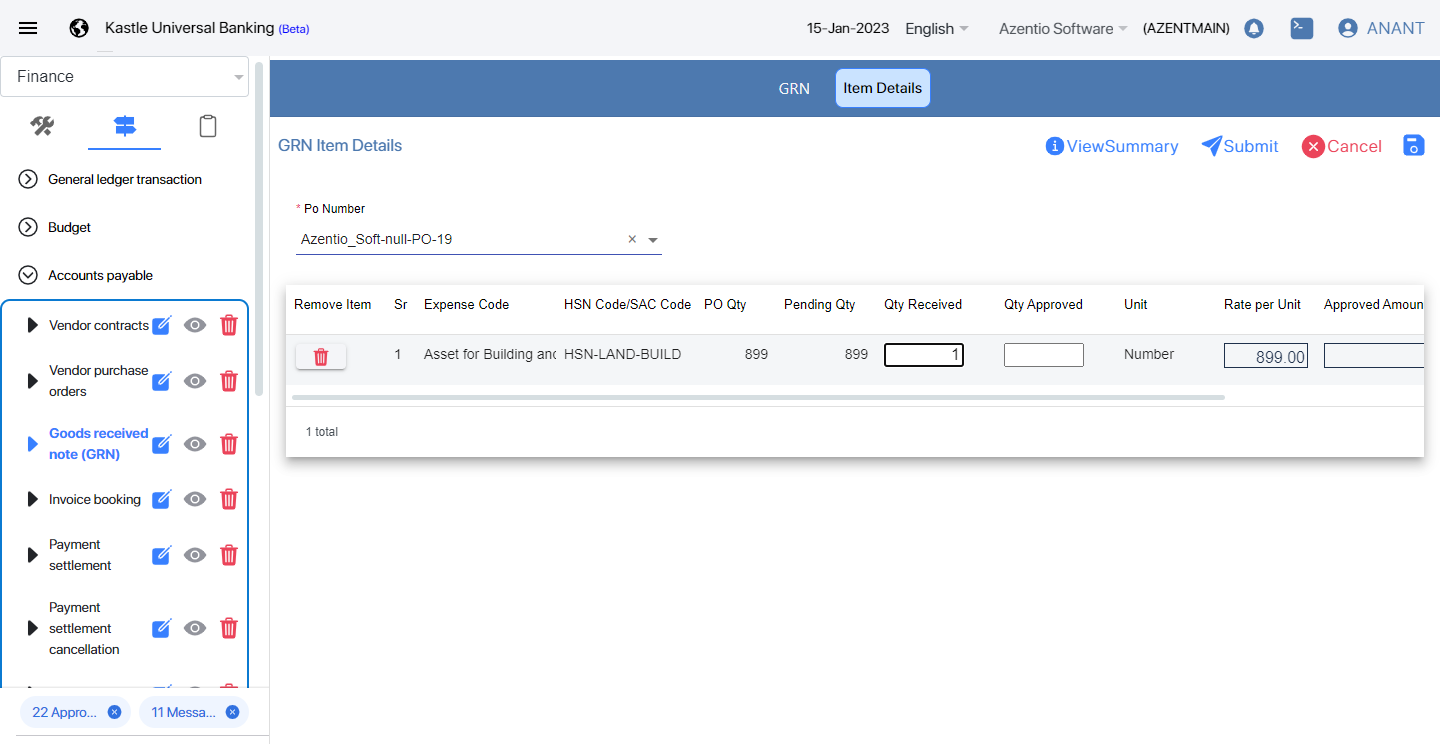 Kastle Universal Banking (Beta)
15-Jan-2023
English
Azentio Software
(AZENTMAIN)
ANANT
Finance
General ledger transaction
Budget
Accounts payable
Vendor contracts
Vendor purchase
orders
Goods received
note (GRN)
Invoice booking
Payment
settlement
Payment
settlement
cancellation
22 Appro...
11 Messa...
GRN
Item Details
GRN Item Details
ViewSummary
Submit
Cancel
* Po Number
Azentio_Soft-null-PO-19
Remove Item Sr Expense Code HSN Code/SAC Code PO Qty Pending Qty Qty Received Qty Approved Unit Rate per Unit Approved Amoun
1 Asset for Building and HSN-LAND-BUILD 899 899 1 Number 899.00
1 total